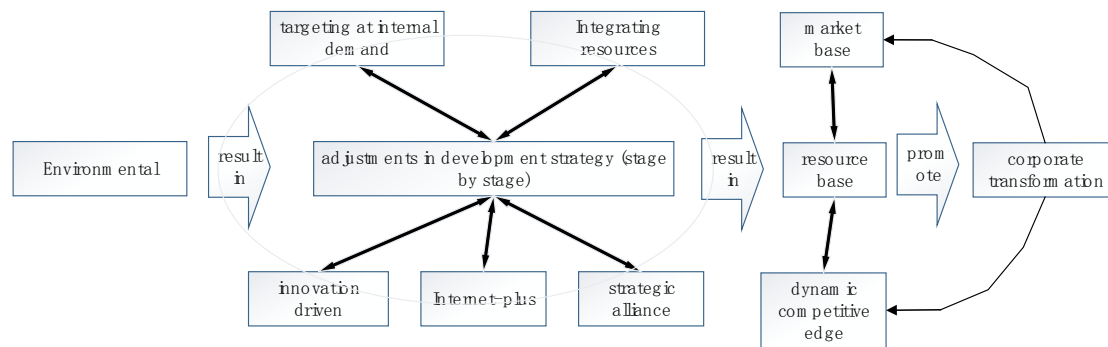 targeting at internal
demand
Integrating
resources
market
base
Environmental
result
in
adjustments in development strategy (stage
by stage)
result
in
resource
base
prom
ote
corporate
transformation
innovation
driven
Internet-plus
strategic
alliance
dynamic
competitive
edge